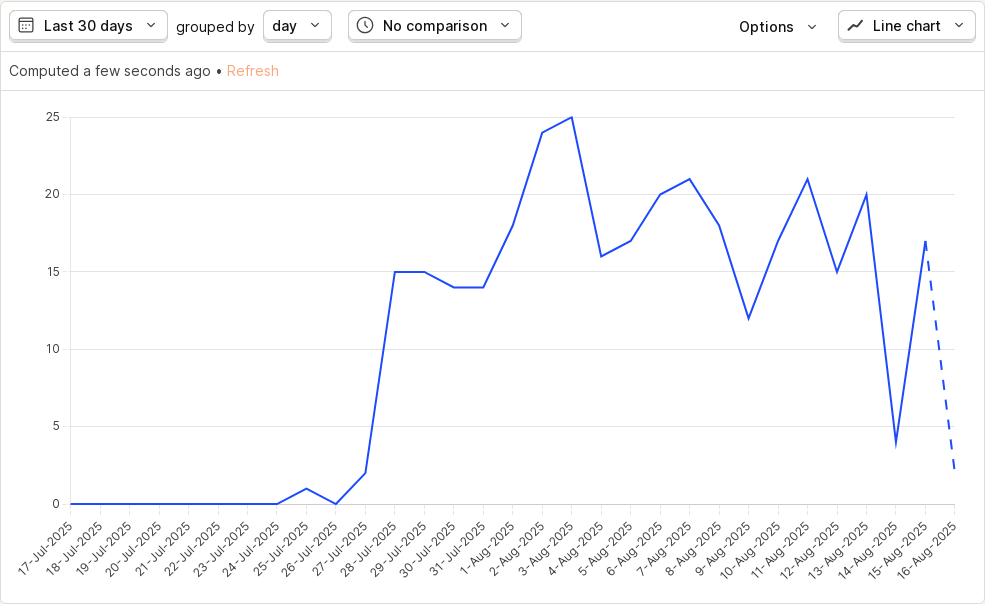 Last 30 days grouped by day No comparison Options Line chart
Computed a few seconds ago • Refresh
25
20
15
10
5
0
17-Jul-2025
18-Jul-2025
19-Jul-2025
20-Jul-2025
21-Jul-2025
22-Jul-2025
23-Jul-2025
24-Jul-2025
25-Jul-2025
26-Jul-2025
27-Jul-2025
28-Jul-2025
29-Jul-2025
30-Jul-2025
31-Jul-2025
1-Aug-2025
2-Aug-2025
3-Aug-2025
4-Aug-2025
5-Aug-2025
6-Aug-2025
7-Aug-2025
8-Aug-2025
9-Aug-2025
10-Aug-2025
11-Aug-2025
12-Aug-2025
13-Aug-2025
14-Aug-2025
15-Aug-2025
16-Aug-2025